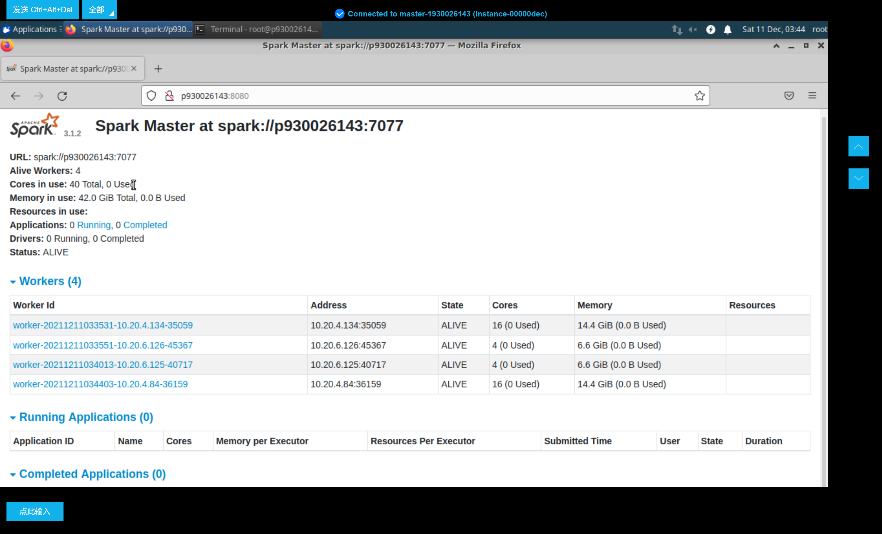 发送 Ctrl+Alt+Del 全部
Connected to master-1930026143 (Instance-00000dec)
Applications Spark Master at spark://p930... Terminal - root@p93002614... Sat 11 Dec, 03:44 root
Spark Master at spark://p930026143:7077 — Mozilla Firefox
Spark Master at spark://p930
p930026143:8080
APACHE Spark 3.1.2 Spark Master at spark://p930026143:7077
URL: spark://p930026143:7077
Alive Workers: 4
Cores in use: 40 Total, 0 Used
Memory in use: 42.0 GiB Total, 0.0 B Used
Resources in use:
Applications: 0 Running, 0 Completed
Drivers: 0 Running, 0 Completed
Status: ALIVE
Workers (4)
Worker Id Address State Cores Memory Resources
worker-20211211033531-10.20.4.134-35059 10.20.4.134:35059 ALIVE 16 (0 Used) 14.4 GiB (0.0 B Used)
worker-20211211033551-10.20.6.126-45367 10.20.6.126:45367 ALIVE 4 (0 Used) 6.6 GiB (0.0 B Used)
worker-20211211034013-10.20.6.125-40717 10.20.6.125:40717 ALIVE 4 (0 Used) 6.6 GiB (0.0 B Used)
worker-20211211034403-10.20.4.84-36159 10.20.4.84:36159 ALIVE 16 (0 Used) 14.4 GiB (0.0 B Used)
Running Applications (0)
Application ID Name Cores Memory per Executor Resources Per Executor Submitted Time User State Duration
Completed Applications (0)
点此输入